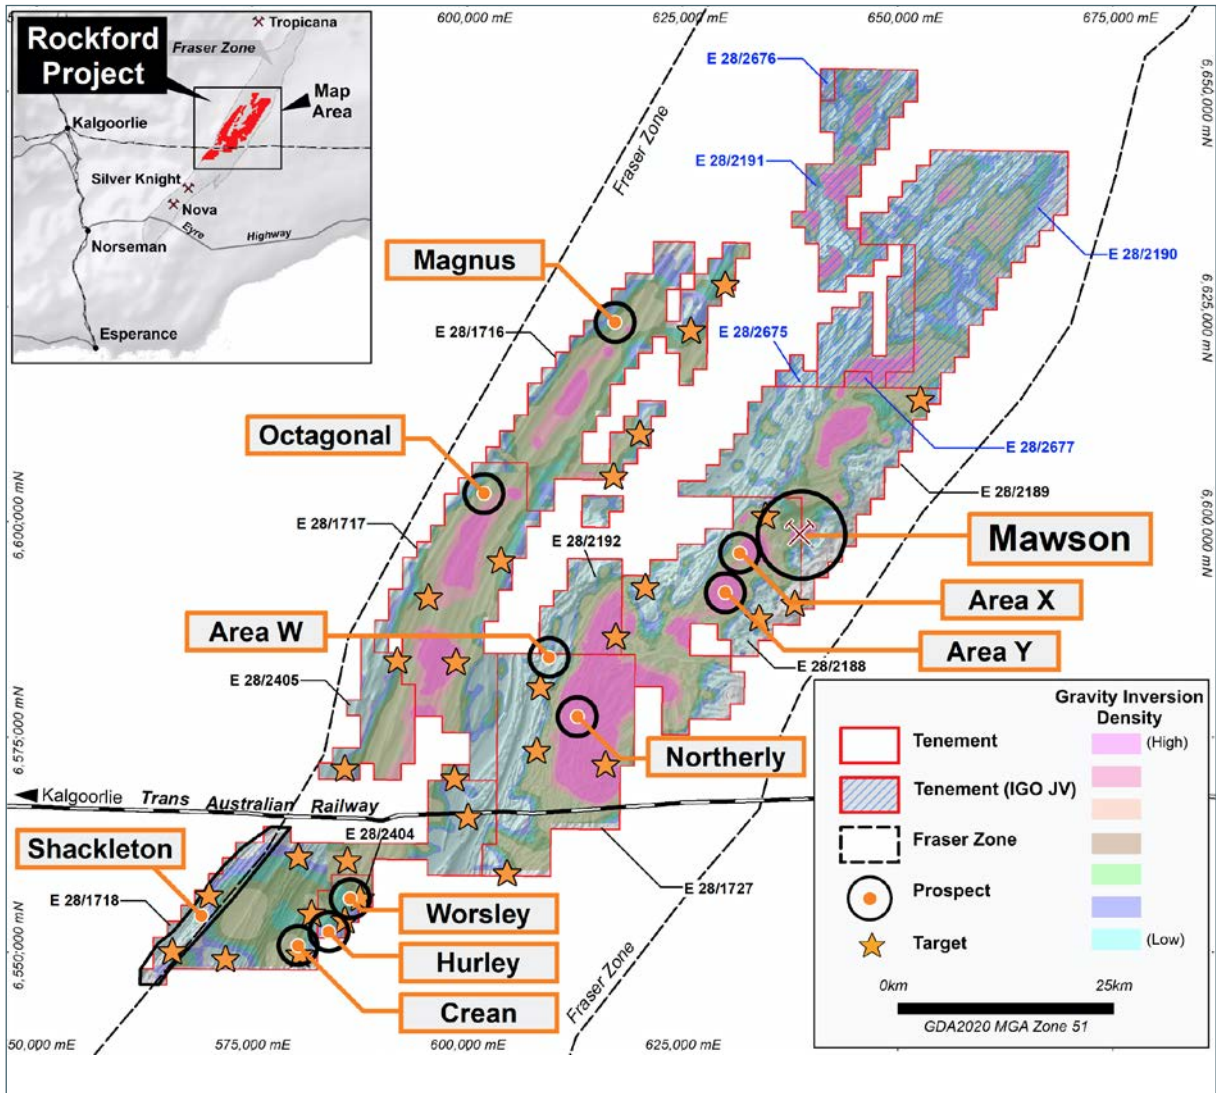 600,000 mE
625,000 mE
650,000 mE
675,000 mE
Rockford
Project
Tropicana
Fraser Zone
Map
Area
Kalgoorlie
Silver Knight
Nova
Eyre
Highway
Norseman
Esperance
Fraser Zone
E 28/2676
E 28/2191
E 28/2190
6,650,000 mN
6,625,000 mN
6,600,000 mN
Magnus
E 28/1716
E 28/2675
E 28/2677
Octagonal
E 28/2189
E 28/1717
E 28/2192
6,600,000 mN
Mawson
Area X
Area Y
Area W
E 28/2188
E 28/2405
Northerly
6,575,000 mN
Kalgoorlie
Trans Australian Railway
E 28/2404
Shackleton
E 28/1718
E 28/1727
Worsley
Hurley
Crean
6,550,000 mN
Fraser Zone
Tenement
Tenement (IGO JV)
Fraser Zone
Prospect
Target
Gravity Inversion
Density
(High)
(Low)
0km
25km
GDA2020 MGA Zone 51
50,000 mE
575,000 mE
600,000 mE
625,000 mE